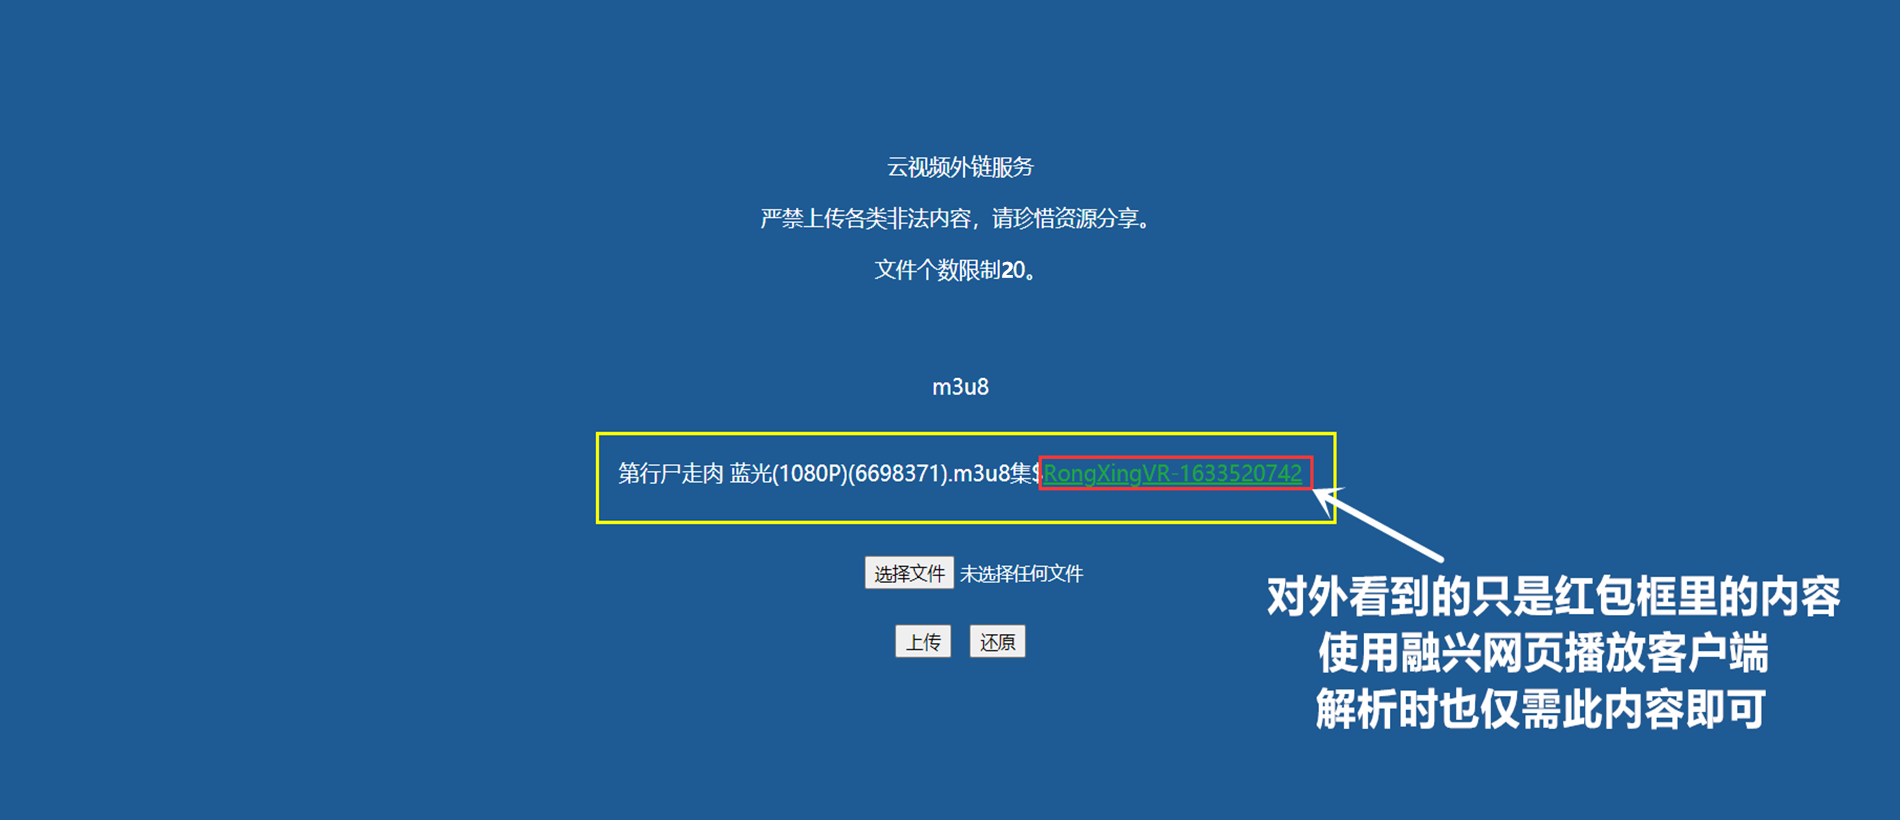 云视频外链服务
严禁上传各类非法内容，请珍惜资源分享。
文件个数限制20。
m3u8
第行尸走肉 蓝光(1080P)(6698371).m3u8集$RongXingVR-1633520742
选择文件 未选择任何文件
上传 还原
对外看到的只是红包框里的内容
使用融兴网页播放客户端
解析时也仅需此内容即可